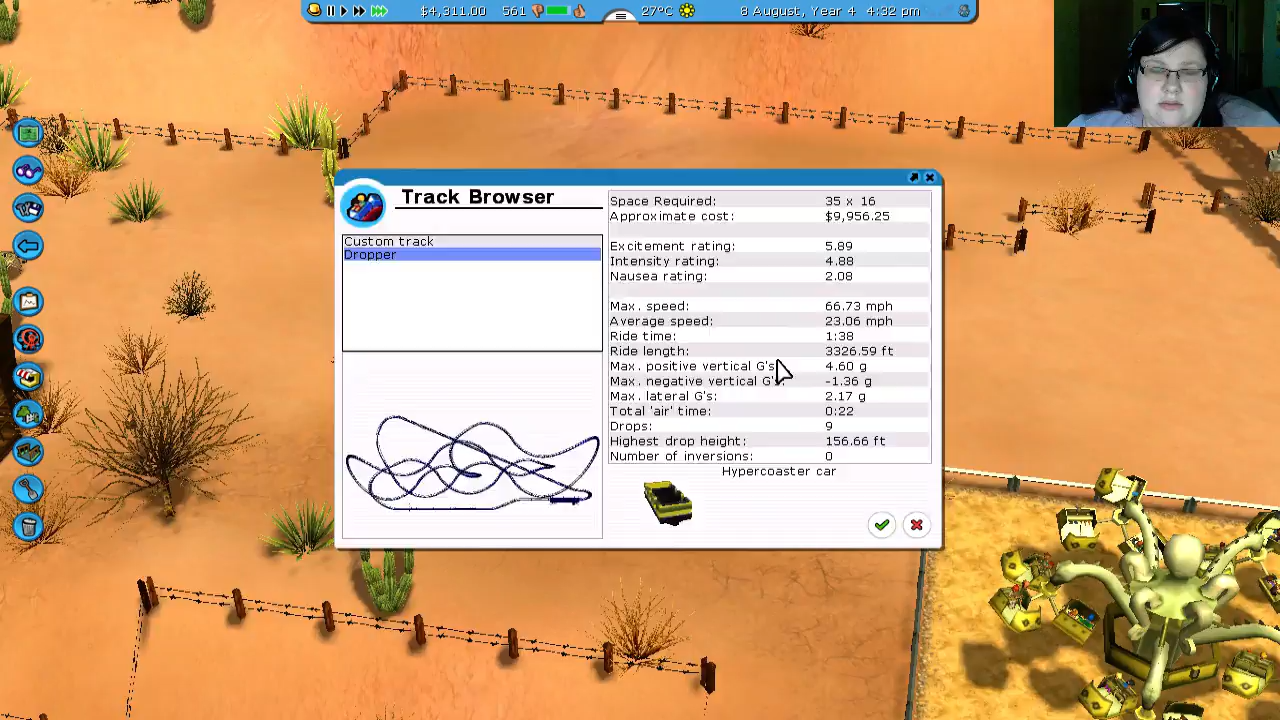 $4,311.00 561 27°C 8 August, Year 4 4:32 pm
Track Browser
Custom track
Dropper
Space Required: 35 x 16
Approximate cost: $9,956.25
Excitement rating: 5.89
Intensity rating: 4.88
Nausea rating: 2.08
Max. speed: 66.73 mph
Average speed: 23.06 mph
Ride time: 1:38
Ride length: 3326.59 ft
Max. positive vertical G's: 4.60 g
Max. negative vertical G's: -1.36 g
Max. lateral G's: 2.17 g
Total 'air' time: 0:22
Drops: 9
Highest drop height: 156.66 ft
Number of inversions: 0
Hypercoaster car